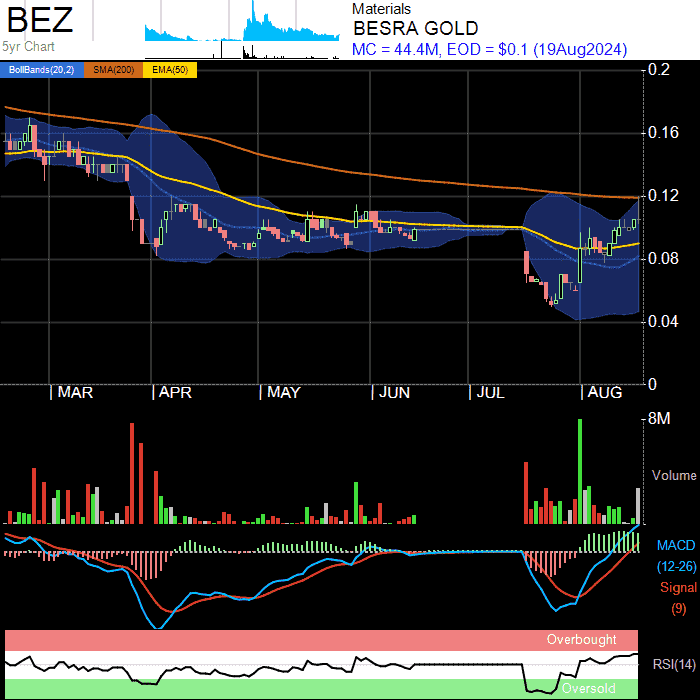 BEZ
5yr Chart
Materials
BESRA GOLD
MC = 44.4M, EOD = $0.1 (19Aug2024)
BollBands(20,2) SMA(200) EMA(50)
0.2
0.16
0.12
0.08
0.04
0
MAR APR MAY JUN JUL AUG
8M
Volume
MACD
(12-26)
Signal
(9)
Overbought
RSI(14)
Oversold